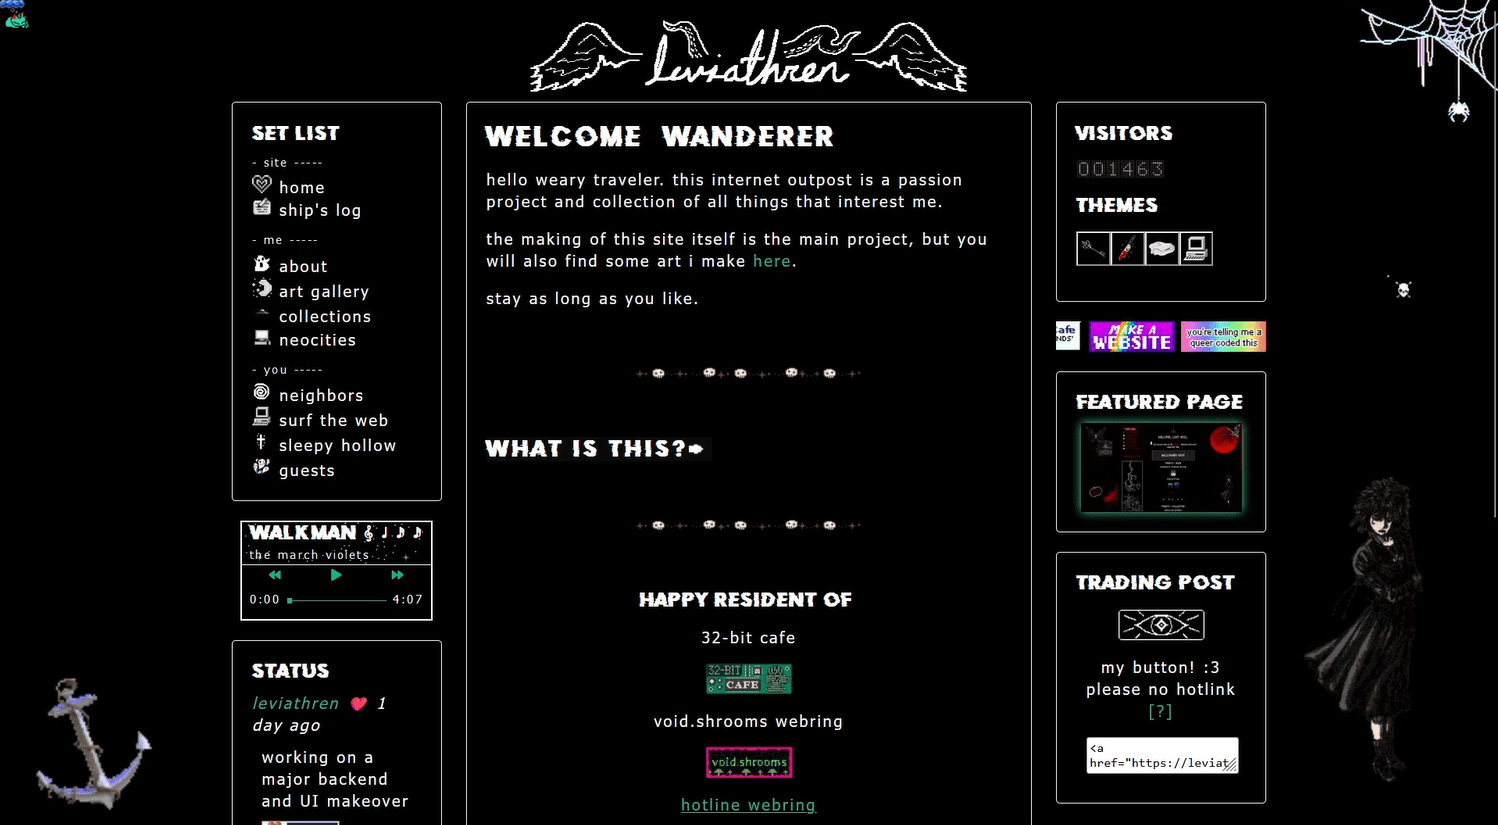 leviathren
SET LIST
- site -----
home
ship's log
- me -----
about
art gallery
collections
neocities
- you -----
neighbors
surf the web
sleepy hollow
guests
WALKMAN
the march violets
0:00
4:07
STATUS
leviathren ❤️ 1
day ago
working on a
major backend
and UI makeover
WELCOME WANDERER
hello weary traveler. this internet outpost is a passion
project and collection of all things that interest me.
the making of this site itself is the main project, but you
will also find some art i make here.
stay as long as you like.
WHAT IS THIS?
HAPPY RESIDENT OF
32-bit cafe
32-BIT
CAFE
void.shrooms webring
void.shrooms
hotline webring
VISITORS
001463
THEMES
afe
NDS'
MAKE A
WEBSITE
you're telling me a
queer coded this
FEATURED PAGE
TRADING POST
my button! :3
please no hotlink
[?]
<a
href="https://leviat